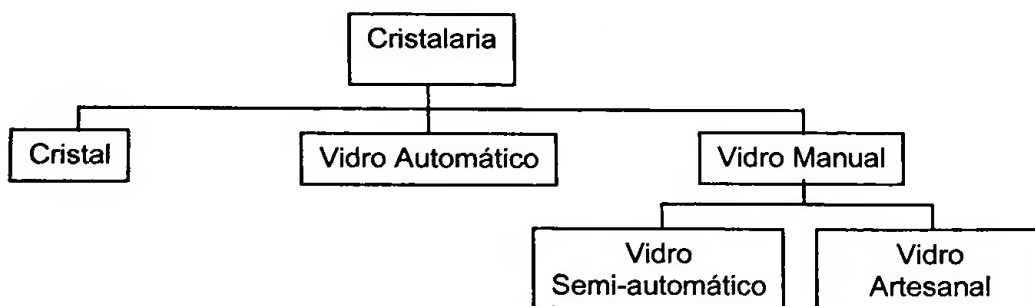 Cristalaria
Cristal
Vidro Automático
Vidro Manual
Vidro
Semi-automático
Vidro
Artesanal